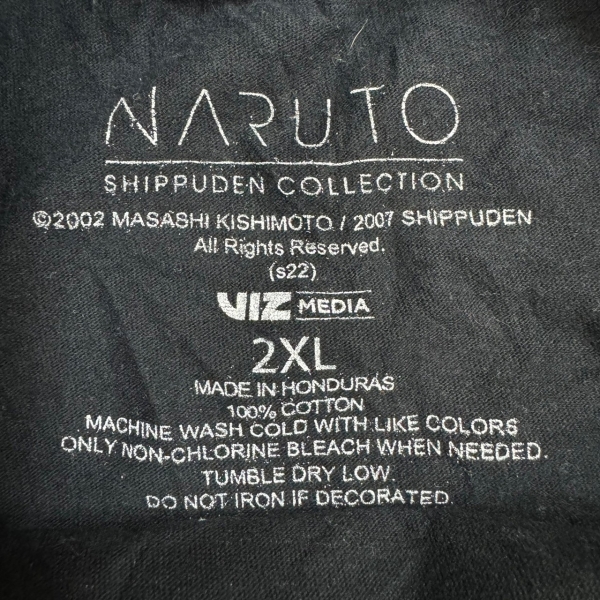 NARUTO
SHIPPUDEN COLLECTION
©2002 MASASHI KISHIMOTO / 2007 SHIPPUDEN
All Rights Reserved.
(s22)
VIZ MEDIA
2XL
MADE IN HONDURAS
100% COTTON
MACHINE WASH COLD WITH LIKE COLORS
ONLY NON-CHLORINE BLEACH WHEN NEEDED.
TUMBLE DRY LOW.
DO NOT IRON IF DECORATED.